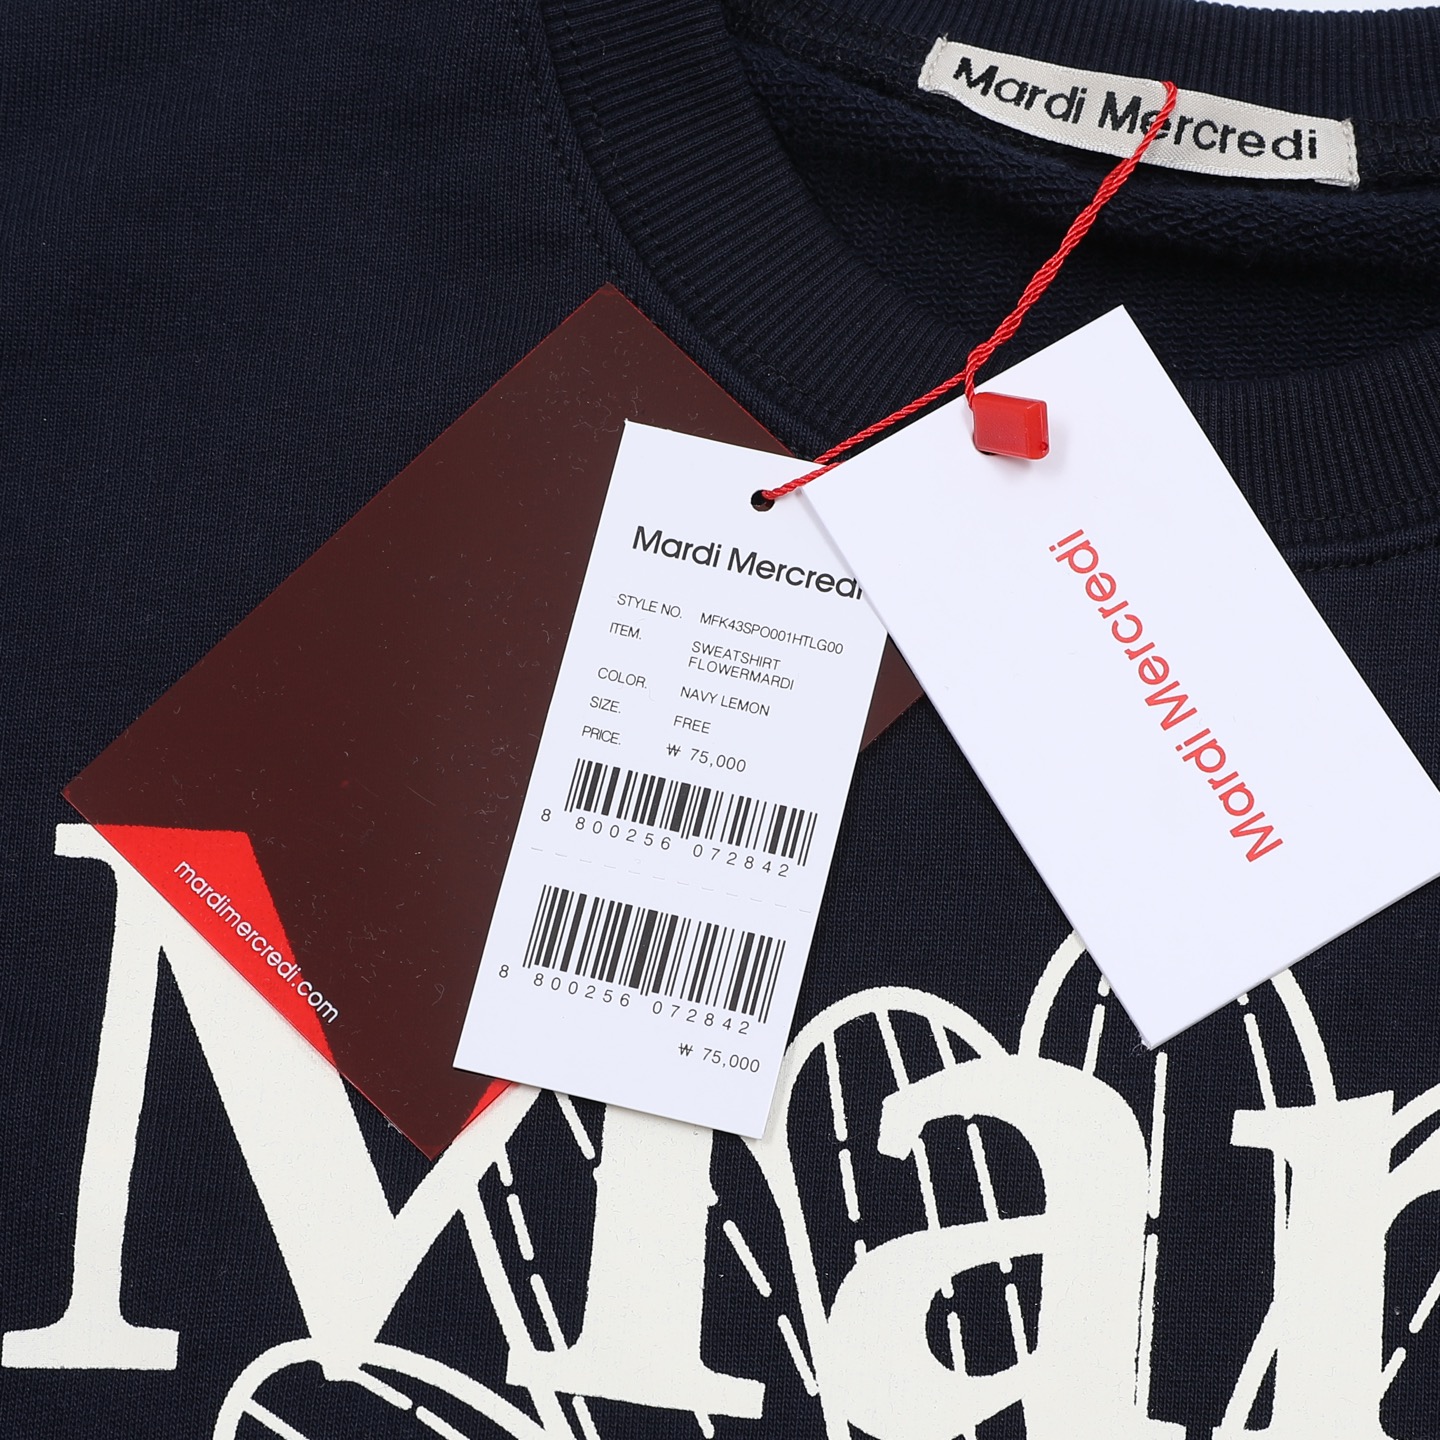 Mardi Mercredi
Mardi Mercredi
STYLE NO. MFK43SPO001HTLG00
ITEM. SWEATSHIRT
FLOWERMARDI
COLOR. NAVY LEMON
SIZE. FREE
PRICE. ₩ 75,000
8 800256 072842
8 800256 072842
₩ 75,000
Mardi Mercredi
mardimercredi.com
Mar